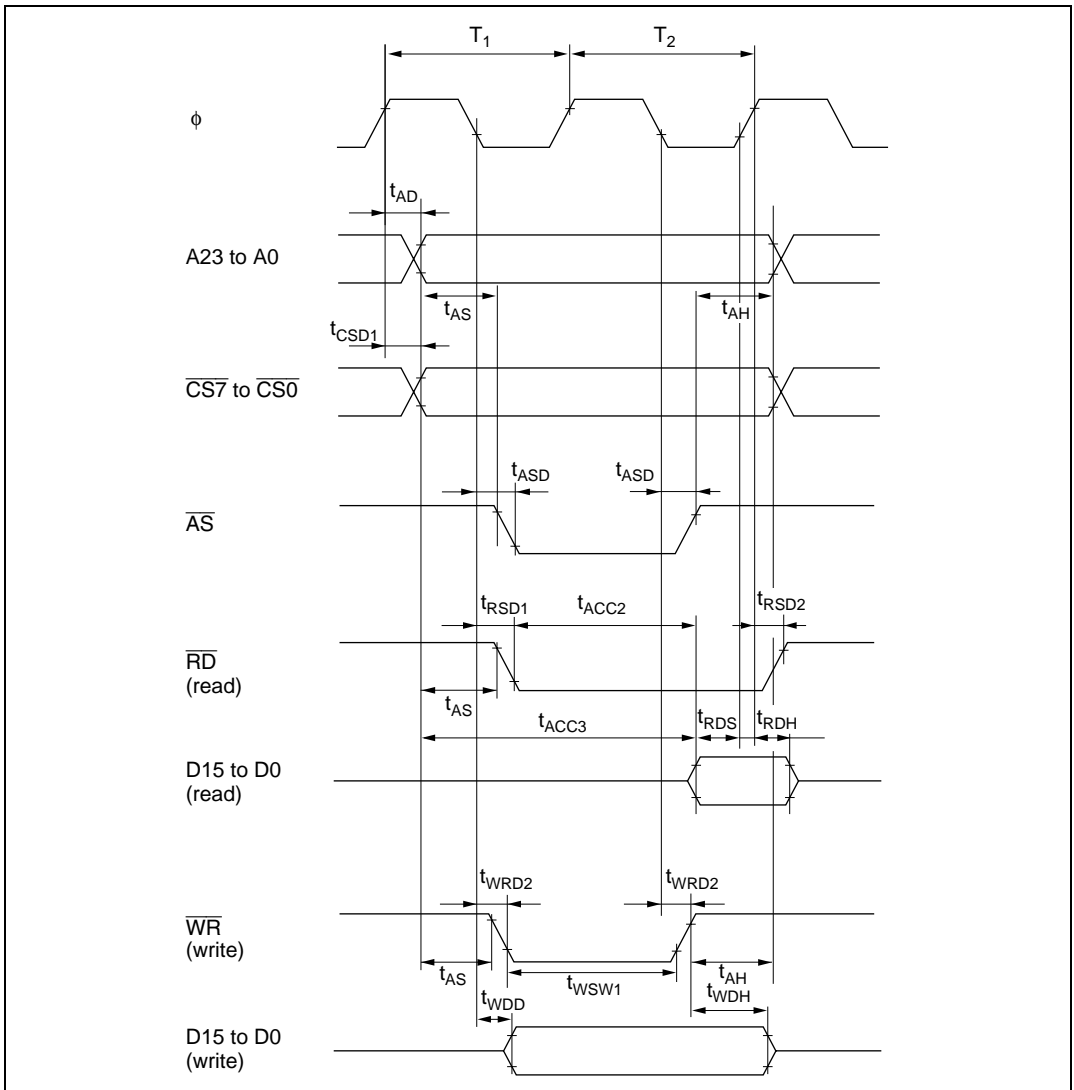 T1 T2
φ
tAD
A23 to A0
tAS tAH
tCSD1
CS7 to CS0
tASD tASD
AS
tRSD1 tACC2 tRSD2
RD
(read)
tAS
tACC3 tRDS tRDH
D15 to D0
(read)
tWRD2 tWRD2
WR
(write)
tAS tWSW1 tAH
tWDD tWDH
D15 to D0
(write)